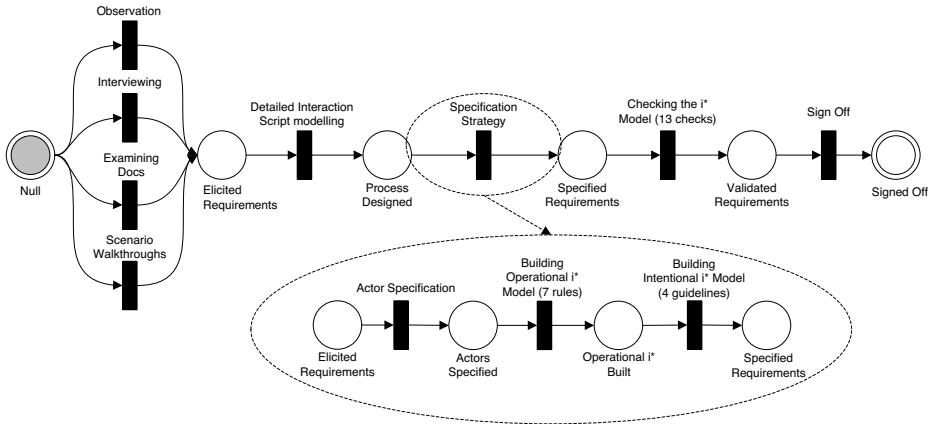 Observation
Interviewing
Examining
Docs
Scenario
Walkthroughs
Null
Elicited
Requirements
Detailed Interaction
Script modelling
Process
Designed
Specification
Strategy
Specified
Requirements
Checking the i*
Model (13 checks)
Validated
Requirements
Sign Off
Signed Off
Elicited
Requirements
Actor Specification
Actors
Specified
Building
Operational i*
Model (7 rules)
Operational i*
Built
Building
Intentional i* Model
(4 guidelines)
Specified
Requirements